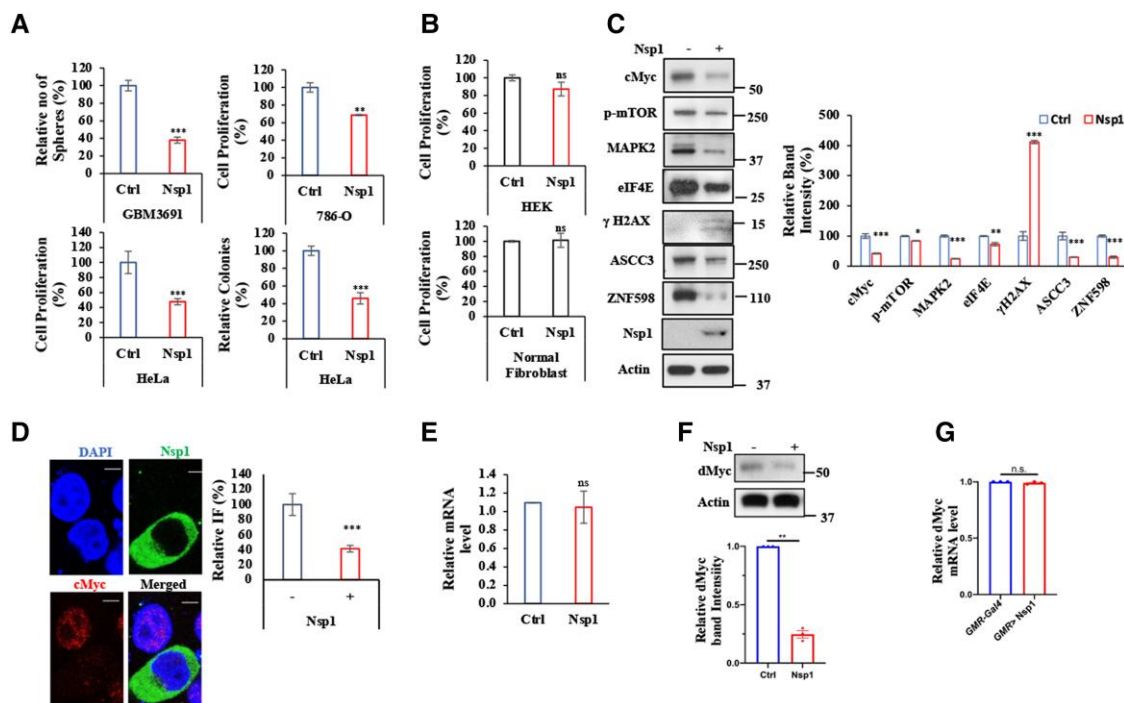 A
Relative no of
Spheres (%)
120
100
80
60
40
20
0
***
Ctrl
Nsp1
GBM3691
Cell Proliferation
(%)
120
100
80
60
40
20
0
**
Ctrl
Nsp1
786-O
Cell Proliferation
(%)
140
120
100
80
60
40
20
0
***
Ctrl
Nsp1
HeLa
Relative Colonies
(%)
120
100
80
60
40
20
0
***
Ctrl
Nsp1
HeLa
B
Cell Proliferation
(%)
120
100
80
60
40
20
0
ns
Ctrl
Nsp1
HEK
Cell Proliferation
(%)
120
100
80
60
40
20
0
ns
Ctrl
Nsp1
Normal
Fibroblast
C
Nsp1 - +
cMyc
50
p-mTOR
250
MAPK2
37
eIF4E
25
γ H2AX
15
ASCC3
250
ZNF598
110
Nsp1
Actin
37
Ctrl Nsp1
Relative Band
Intensity (%)
500
400
300
200
100
0
*** * *** ** *** *** ***
cMyc
p-mTOR
MAPK2
eIF4E
γH2AX
ASCC3
ZNF598
D
DAPI
Nsp1
cMyc
Merged
Relative IF (%)
140
120
100
80
60
40
20
0
***
- +
Nsp1
E
Relative mRNA
level
1.4
1.2
1.0
0.8
0.6
0.4
0.2
0.0
ns
Ctrl
Nsp1
F
Nsp1 - +
dMyc
50
Actin
37
Relative dMyc
band Intensiity
1.0
0.5
1.0
**
Ctrl
Nsp1
G
Relative dMyc
mRNA level
1.0
0.5
0.0
n.s.
GMR-Gal4
GMR> Nsp1